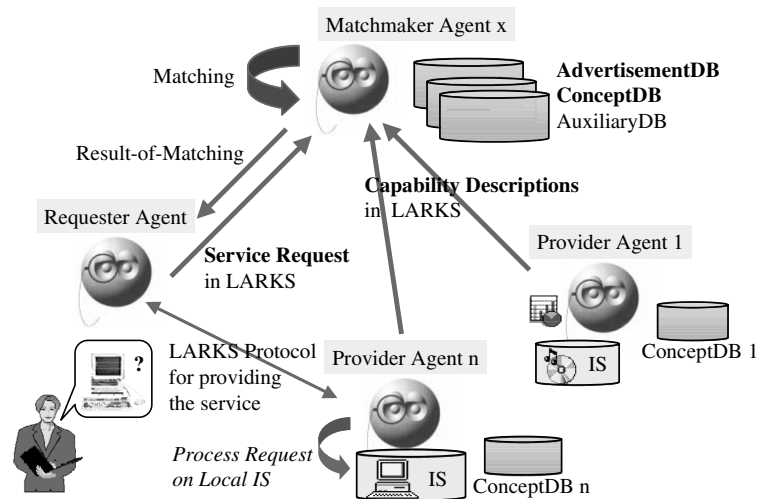 Matchmaker Agent x
Matching
AdvertisementDB
ConceptDB
AuxiliaryDB
Result-of-Matching
Capability Descriptions
in LARKS
Requester Agent
Service Request
in LARKS
Provider Agent 1
IS
ConceptDB 1
LARKS Protocol
for providing
the service
Provider Agent n
?
Process Request
on Local IS
IS
ConceptDB n